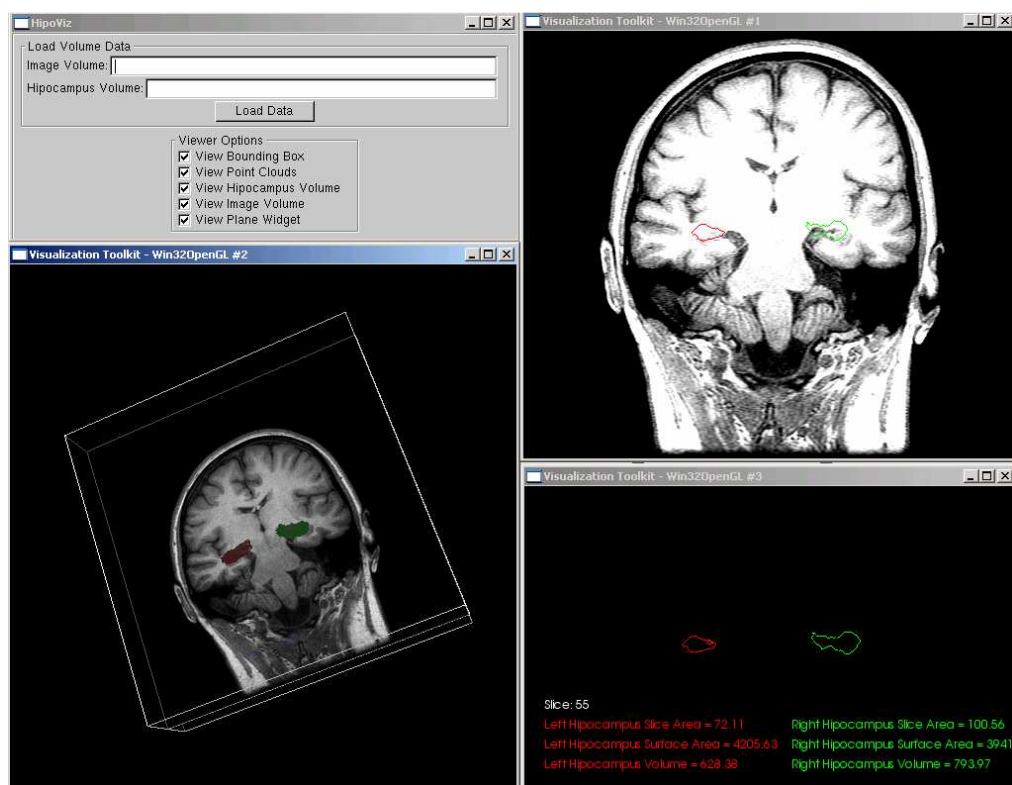 HipoViz
Load Volume Data
Image Volume:
Hipocampus Volume:
Load Data
Viewer Options
View Bounding Box
View Point Clouds
View Hipocampus Volume
View Image Volume
View Plane Widget
Visualization Toolkit - Win32OpenGL #1
Visualization Toolkit - Win32OpenGL #2
Visualization Toolkit - Win32OpenGL #3
Slice: 55
Left Hipocampus Slice Area = 72.11
Right Hipocampus Slice Area = 100.56
Left Hipocampus Surface Area = 4205.63
Right Hipocampus Surface Area = 3941
Left Hipocampus Volume = 628.38
Right Hipocampus Volume = 793.97